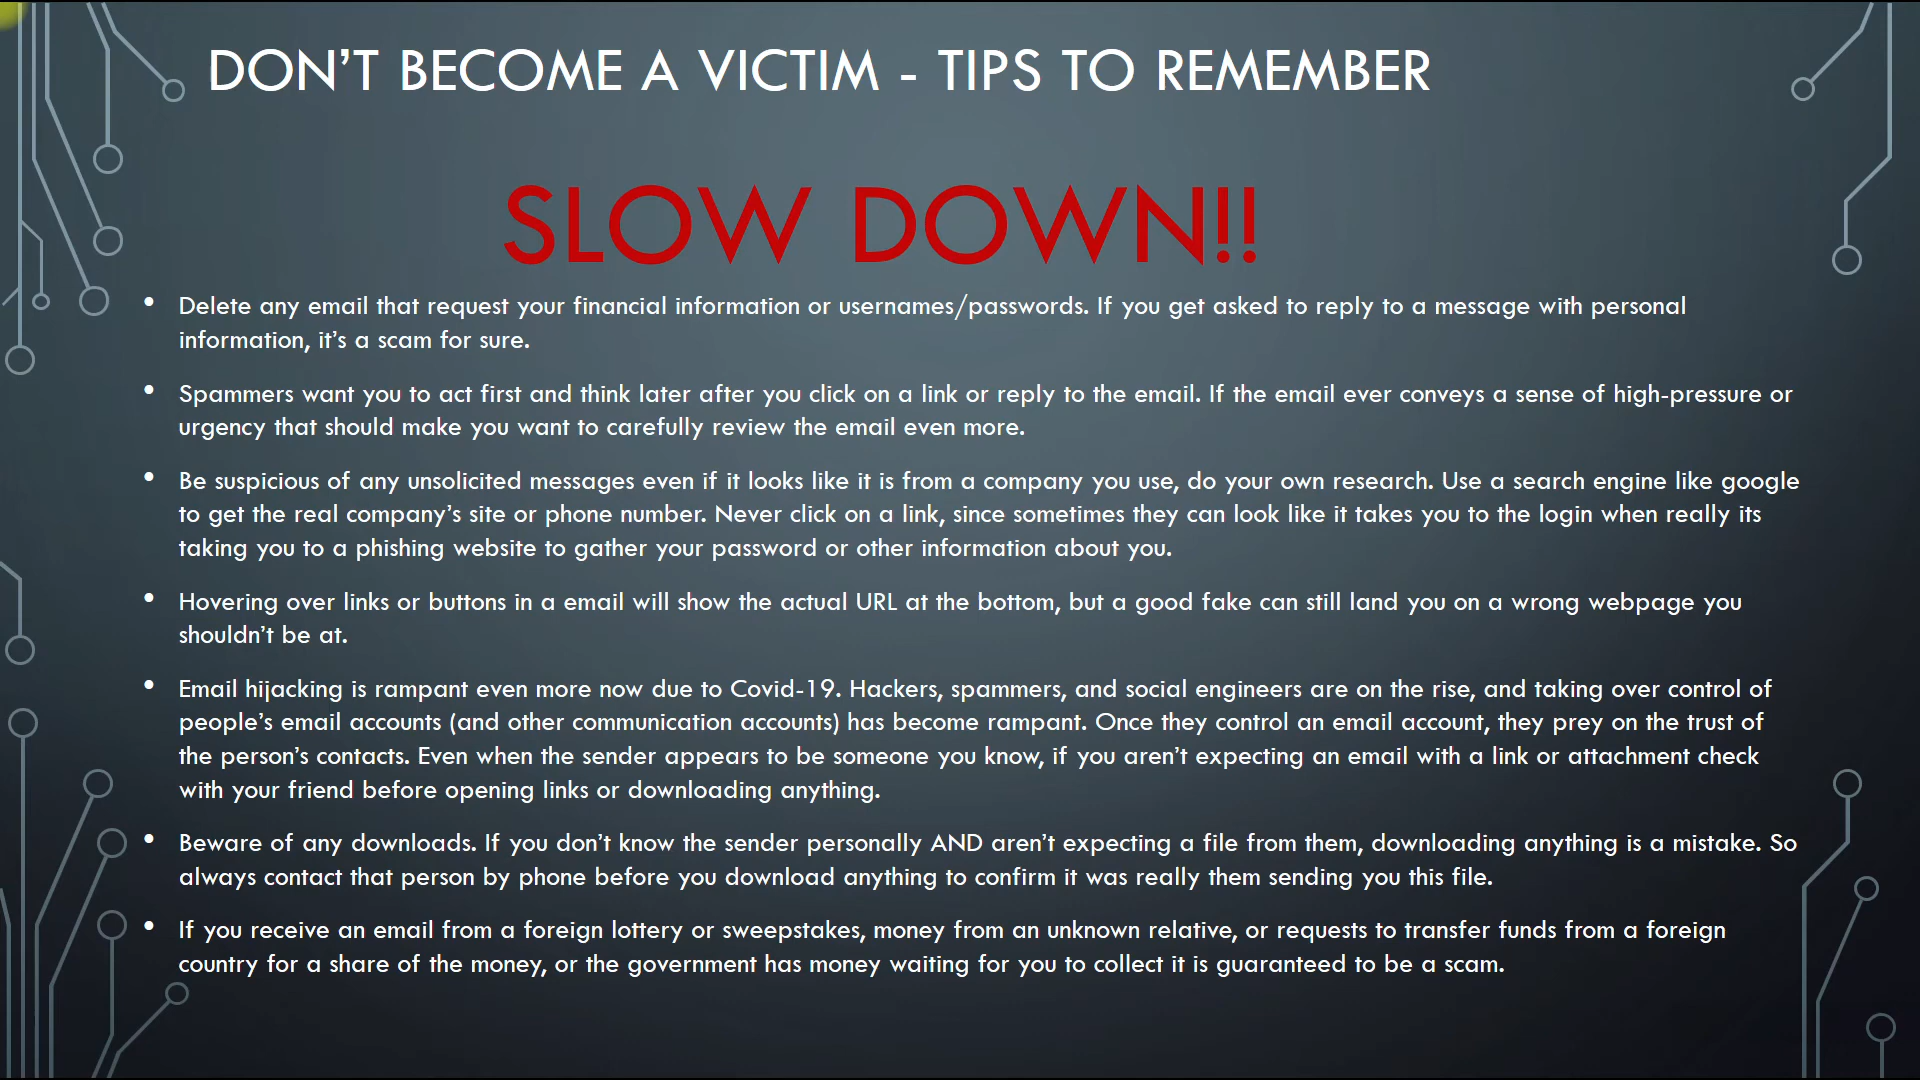 DON'T BECOME A VICTIM - TIPS TO REMEMBER
SLOW DOWN!!
• Delete any email that request your financial information or usernames/passwords. If you get asked to reply to a message with personal
information, it's a scam for sure.
• Spammers want you to act first and think later after you click on a link or reply to the email. If the email ever conveys a sense of high-pressure or
urgency that should make you want to carefully review the email even more.
• Be suspicious of any unsolicited messages even if it looks like it is from a company you use, do your own research. Use a search engine like google
to get the real company's site or phone number. Never click on a link, since sometimes they can look like it takes you to the login when really its
taking you to a phishing website to gather your password or other information about you.
• Hovering over links or buttons in a email will show the actual URL at the bottom, but a good fake can still land you on a wrong webpage you
shouldn't be at.
• Email hijacking is rampant even more now due to Covid-19. Hackers, spammers, and social engineers are on the rise, and taking over control of
people's email accounts (and other communication accounts) has become rampant. Once they control an email account, they prey on the trust of
the person's contacts. Even when the sender appears to be someone you know, if you aren't expecting an email with a link or attachment check
with your friend before opening links or downloading anything.
• Beware of any downloads. If you don't know the sender personally AND aren't expecting a file from them, downloading anything is a mistake. So
always contact that person by phone before you download anything to confirm it was really them sending you this file.
• If you receive an email from a foreign lottery or sweepstakes, money from an unknown relative, or requests to transfer funds from a foreign
country for a share of the money, or the government has money waiting for you to collect it is guaranteed to be a scam.